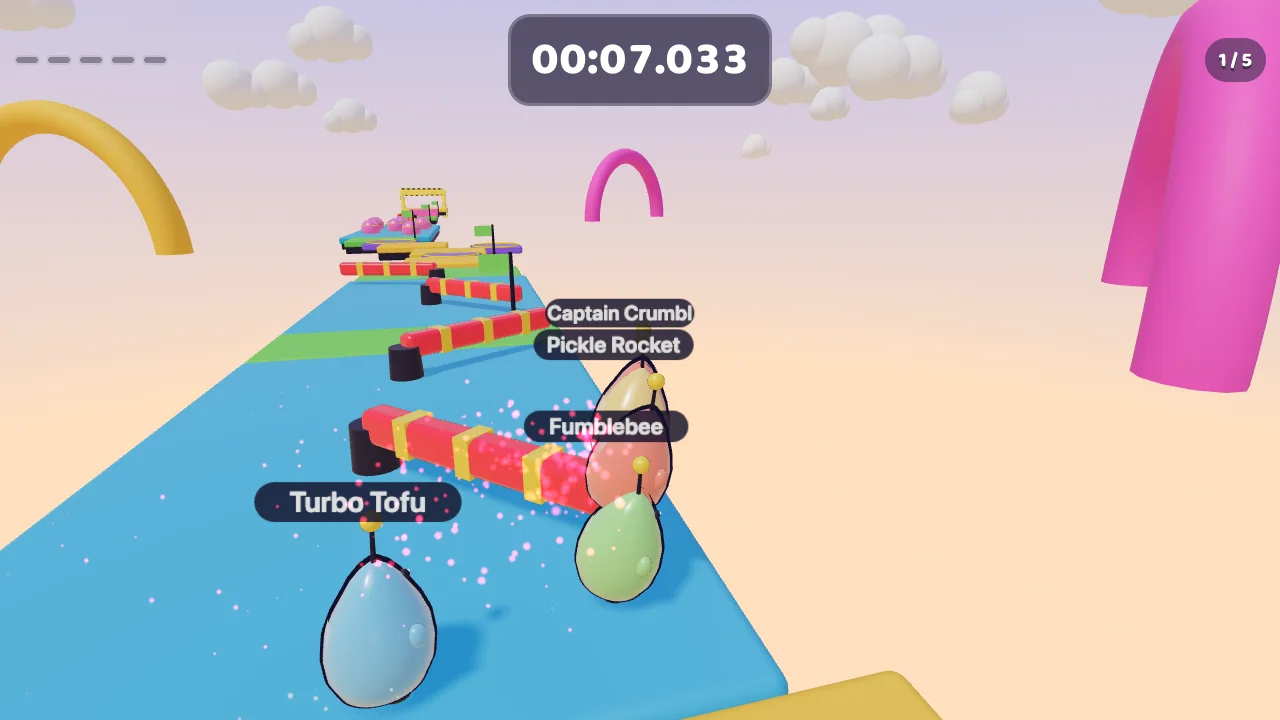 00:07.033
1/5
Captain Crumbl
Pickle Rocket
Fumblebee
Turbo Tofu